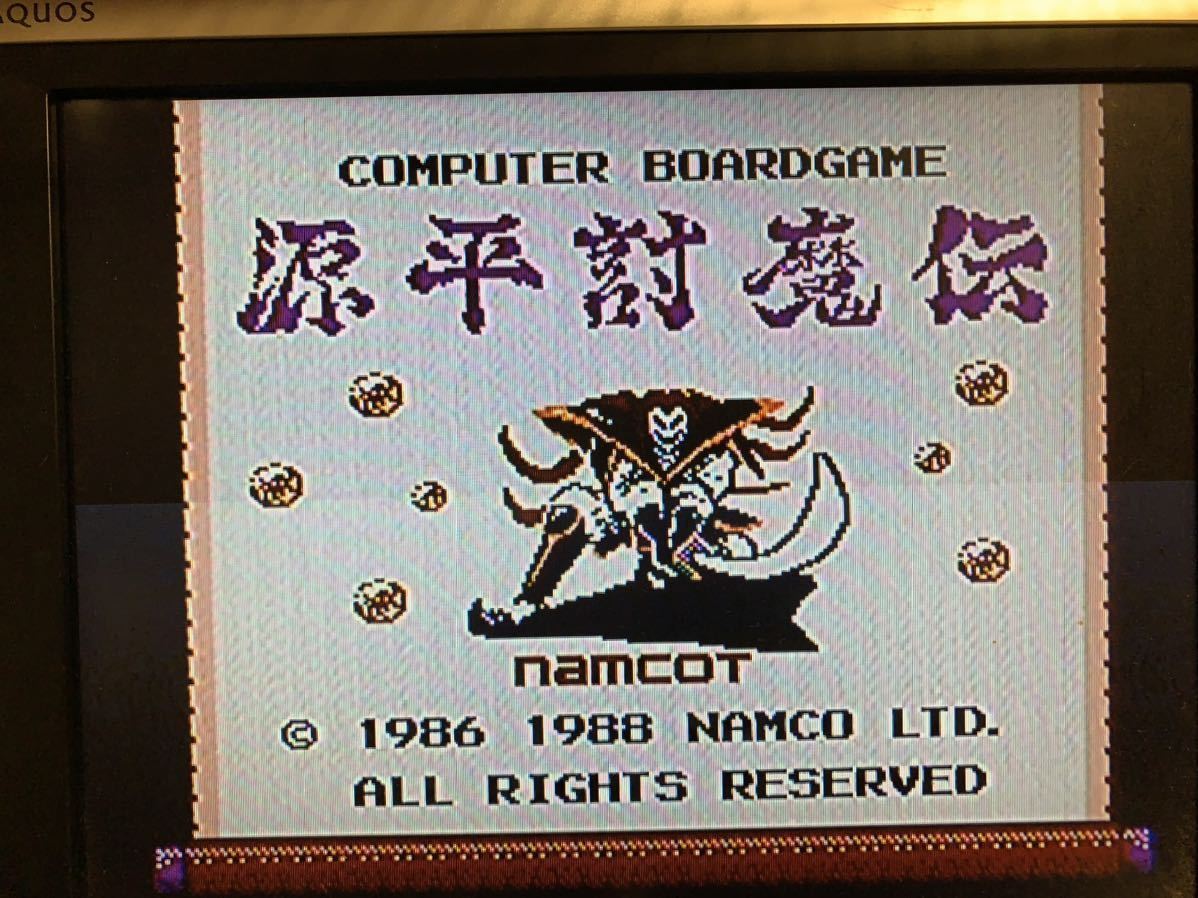 AQUOS
COMPUTER BOARDGAME
源平討魔伝
namcot
© 1986 1988 NAMCO LTD.
ALL RIGHTS RESERVED